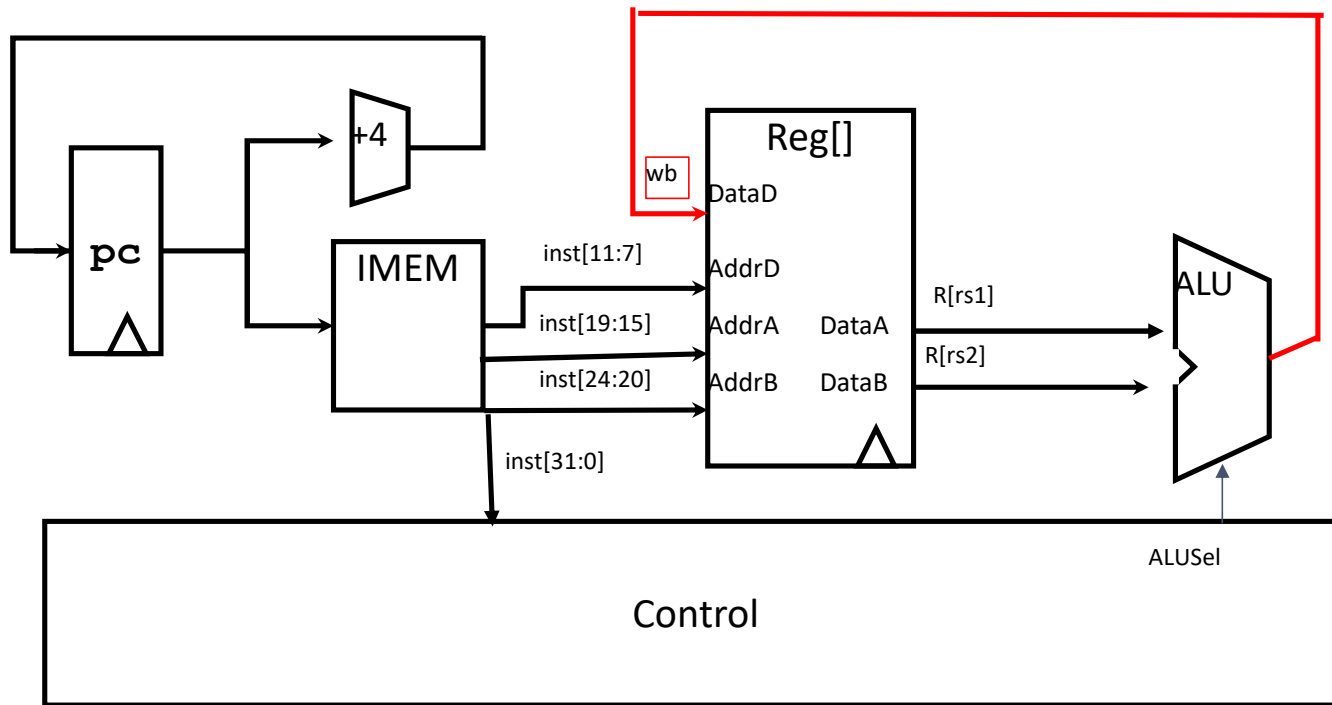 +4
Reg[]
wb
DataD
pc
IMEM
inst[11:7]
AddrD
inst[19:15]
AddrA
DataA
R[rs1]
ALU
inst[24:20]
AddrB
DataB
R[rs2]
inst[31:0]
ALUSel
Control